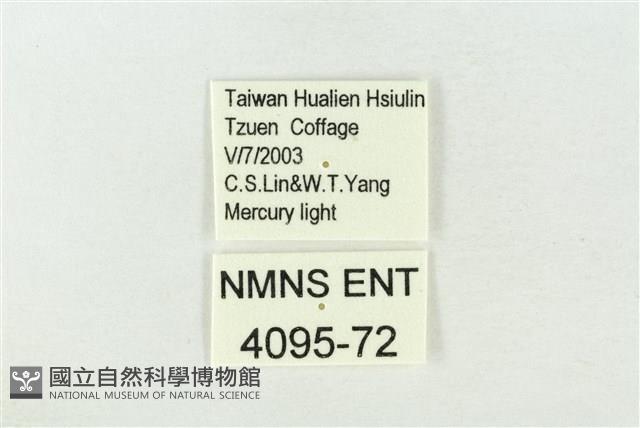 Taiwan Hualien Hsiulin
Tzuen Coffage
V/7/2003
C.S.Lin&W.T.Yang
Mercury light
NMNS ENT
4095-72
國立自然科學博物館
NATIONAL MUSEUM OF NATURAL SCIENCE